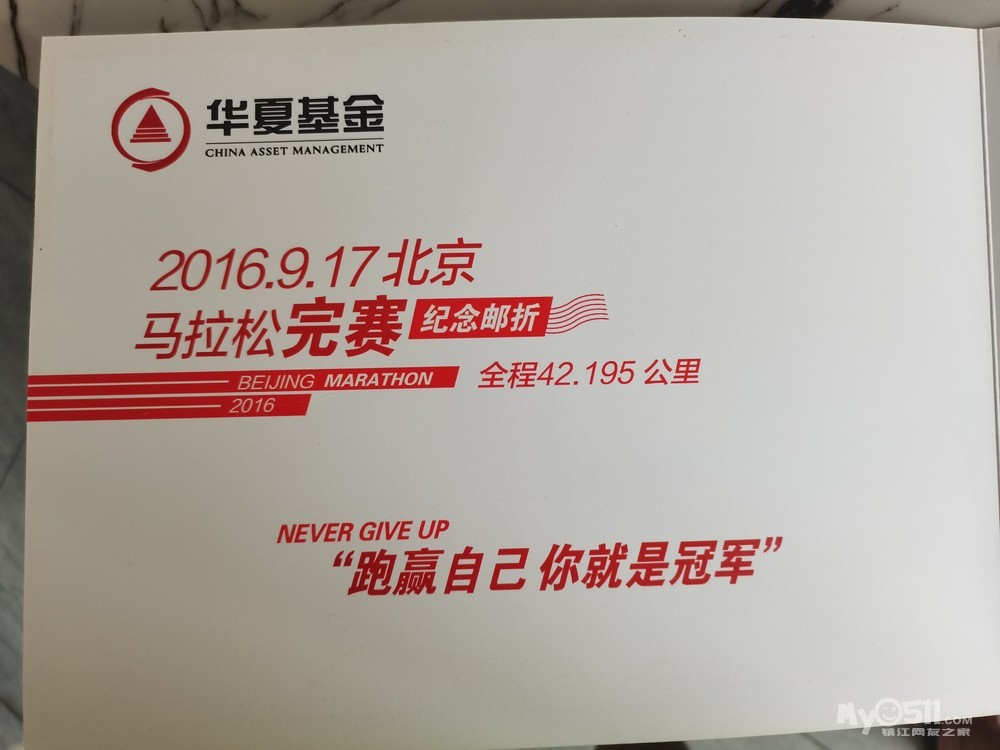 华夏基金
CHINA ASSET MANAGEMENT
2016.9.17北京
马拉松完赛 纪念邮折
BEIJING MARATHON 全程42.195 公里
2016
NEVER GIVE UP
“跑赢自己 你就是冠军”
My0511.COM
镇江网友之家